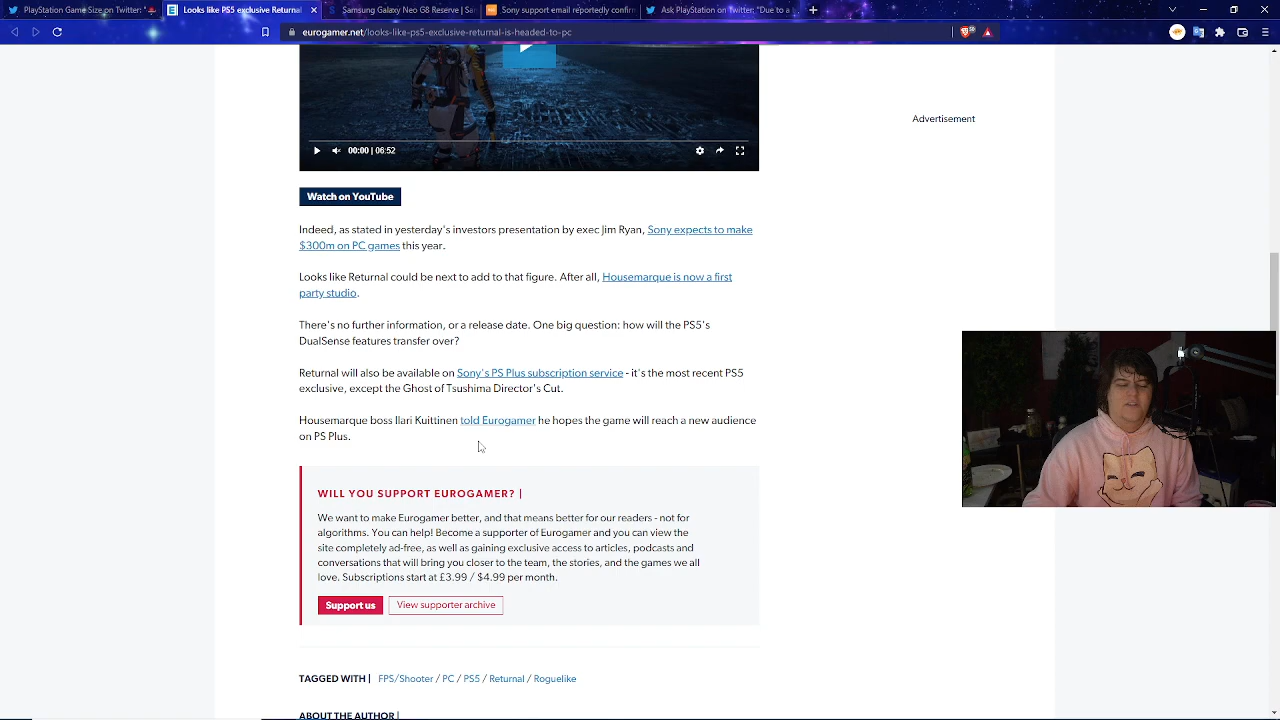 PlayStation Game Size on Twitter: "
Looks like PS5 exclusive Returnal
Samsung Galaxy Neo G8 Reserve | Sa
Sony support email reportedly confirm
Ask PlayStation on Twitter: "Due to a
eurogamer.net/looks-like-ps5-exclusive-returnal-is-headed-to-pc
Advertisement
00:00 | 06:52
Watch on YouTube
Indeed, as stated in yesterday's investors presentation by exec Jim Ryan, Sony expects to make
$300m on PC games this year.
Looks like Returnal could be next to add to that figure. After all, Housemarque is now a first
party studio.
There's no further information, or a release date. One big question: how will the PS5's
DualSense features transfer over?
Returnal will also be available on Sony's PS Plus subscription service - it's the most recent PS5
exclusive, except the Ghost of Tsushima Director's Cut.
Housemarque boss Ilari Kuittinen told Eurogamer he hopes the game will reach a new audience
on PS Plus.
WILL YOU SUPPORT EUROGAMER? |
We want to make Eurogamer better, and that means better for our readers - not for
algorithms. You can help! Become a supporter of Eurogamer and you can view the
site completely ad-free, as well as gaining exclusive access to articles, podcasts and
conversations that will bring you closer to the team, the stories, and the games we all
love. Subscriptions start at £3.99 / $4.99 per month.
Support us
View supporter archive
TAGGED WITH | FPS/Shooter / PC / PS5 / Returnal / Roguelike
ABOUT THE AUTHOR |